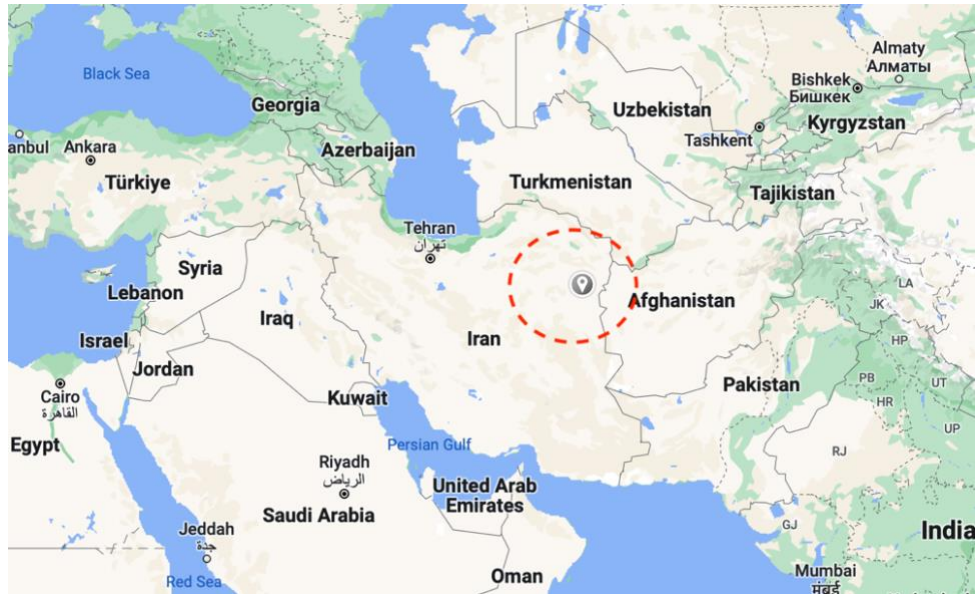 Black Sea
Georgia
Almaty
Алматы
Bishkek
Бишкек
Uzbekistan
Kyrgyzstan
Tashkent
anbul
Ankara
Azerbaijan
Türkiye
Turkmenistan
Tajikistan
Tehran
تهران
Syria
Lebanon
Afghanistan
LA
JK
Iraq
Israel
Iran
HP
Jordan
Pakistan
PB
UT
Kuwait
HR
Cairo
القاهرة
UP
Egypt
Persian Gulf
RJ
Riyadh
الرياض
United Arab
Emirates
Saudi Arabia
Jeddah
جدة
GJ
India
Red Sea
Oman
Mumbai
मुंबई